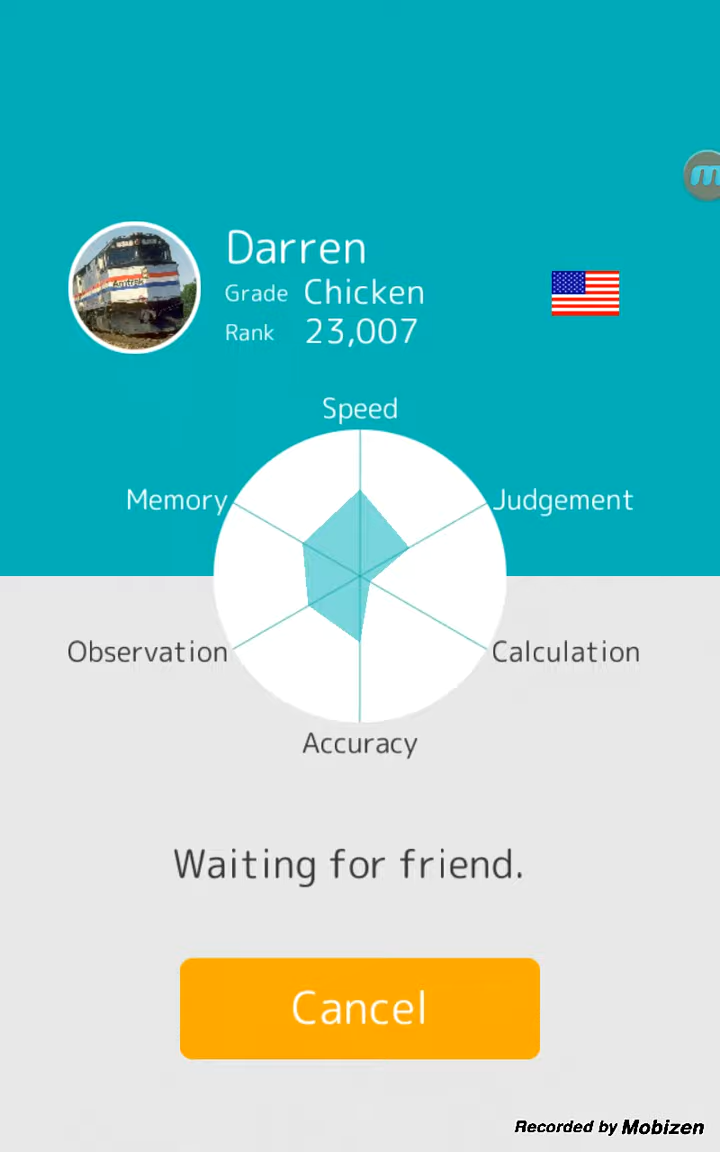 Darren
Grade Chicken
Rank 23,007
Speed
Memory
Judgement
Observation
Calculation
Accuracy
Waiting for friend.
Cancel
Recorded by Mobizen
Amtrak
m